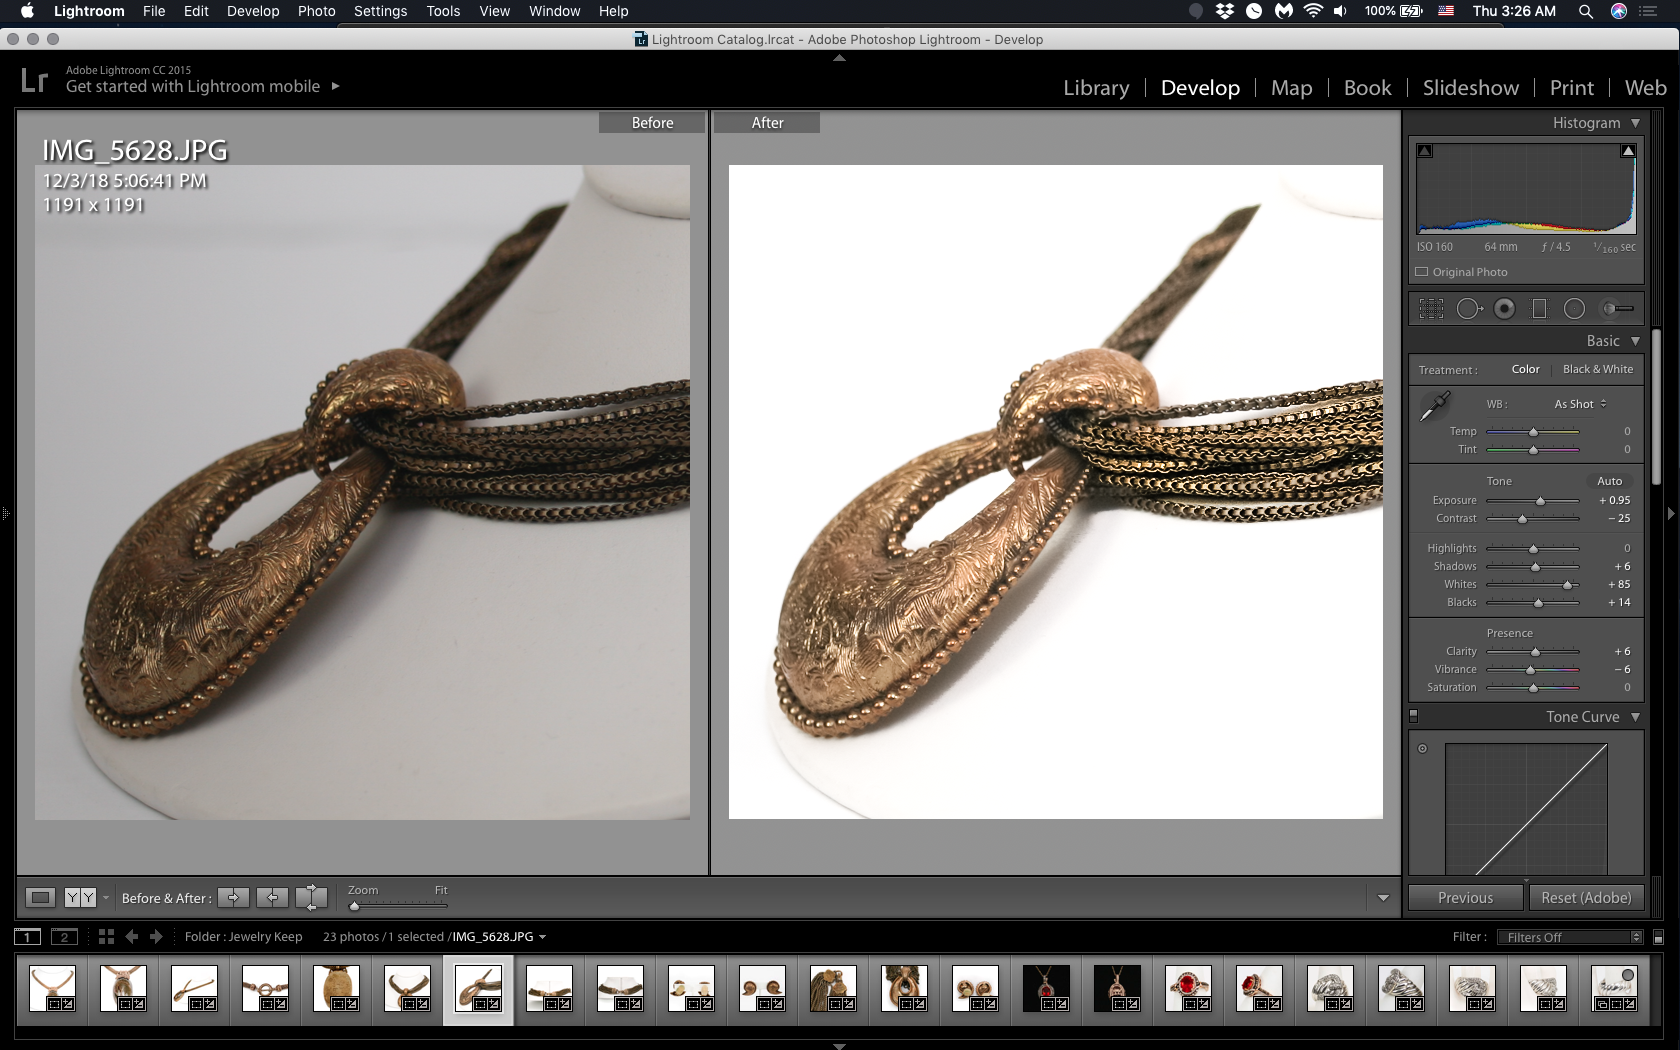 Lightroom File Edit Develop Photo Settings Tools View Window Help 100% Thu 3:26 AM
Lightroom Catalog.lrcat - Adobe Photoshop Lightroom - Develop
Lr Adobe Lightroom CC 2015
Get started with Lightroom mobile
Library Develop Map Book Slideshow Print Web
Before After
IMG_5628.JPG
12/3/18 5:06:41 PM
1191 x 1191
Histogram
ISO 160 64 mm ƒ / 4.5 1/160 sec
Original Photo
Basic
Treatment : Color Black & White
WB : As Shot
Temp 0
Tint 0
Tone Auto
Exposure + 0.95
Contrast − 25
Highlights 0
Shadows + 6
Whites + 85
Blacks + 14
Presence
Clarity + 6
Vibrance − 6
Saturation 0
Tone Curve
Y Y Before & After : Zoom Fit
Previous Reset (Adobe)
1 2 Folder : Jewelry Keep 23 photos / 1 selected / IMG_5628.JPG Filter : Filters Off